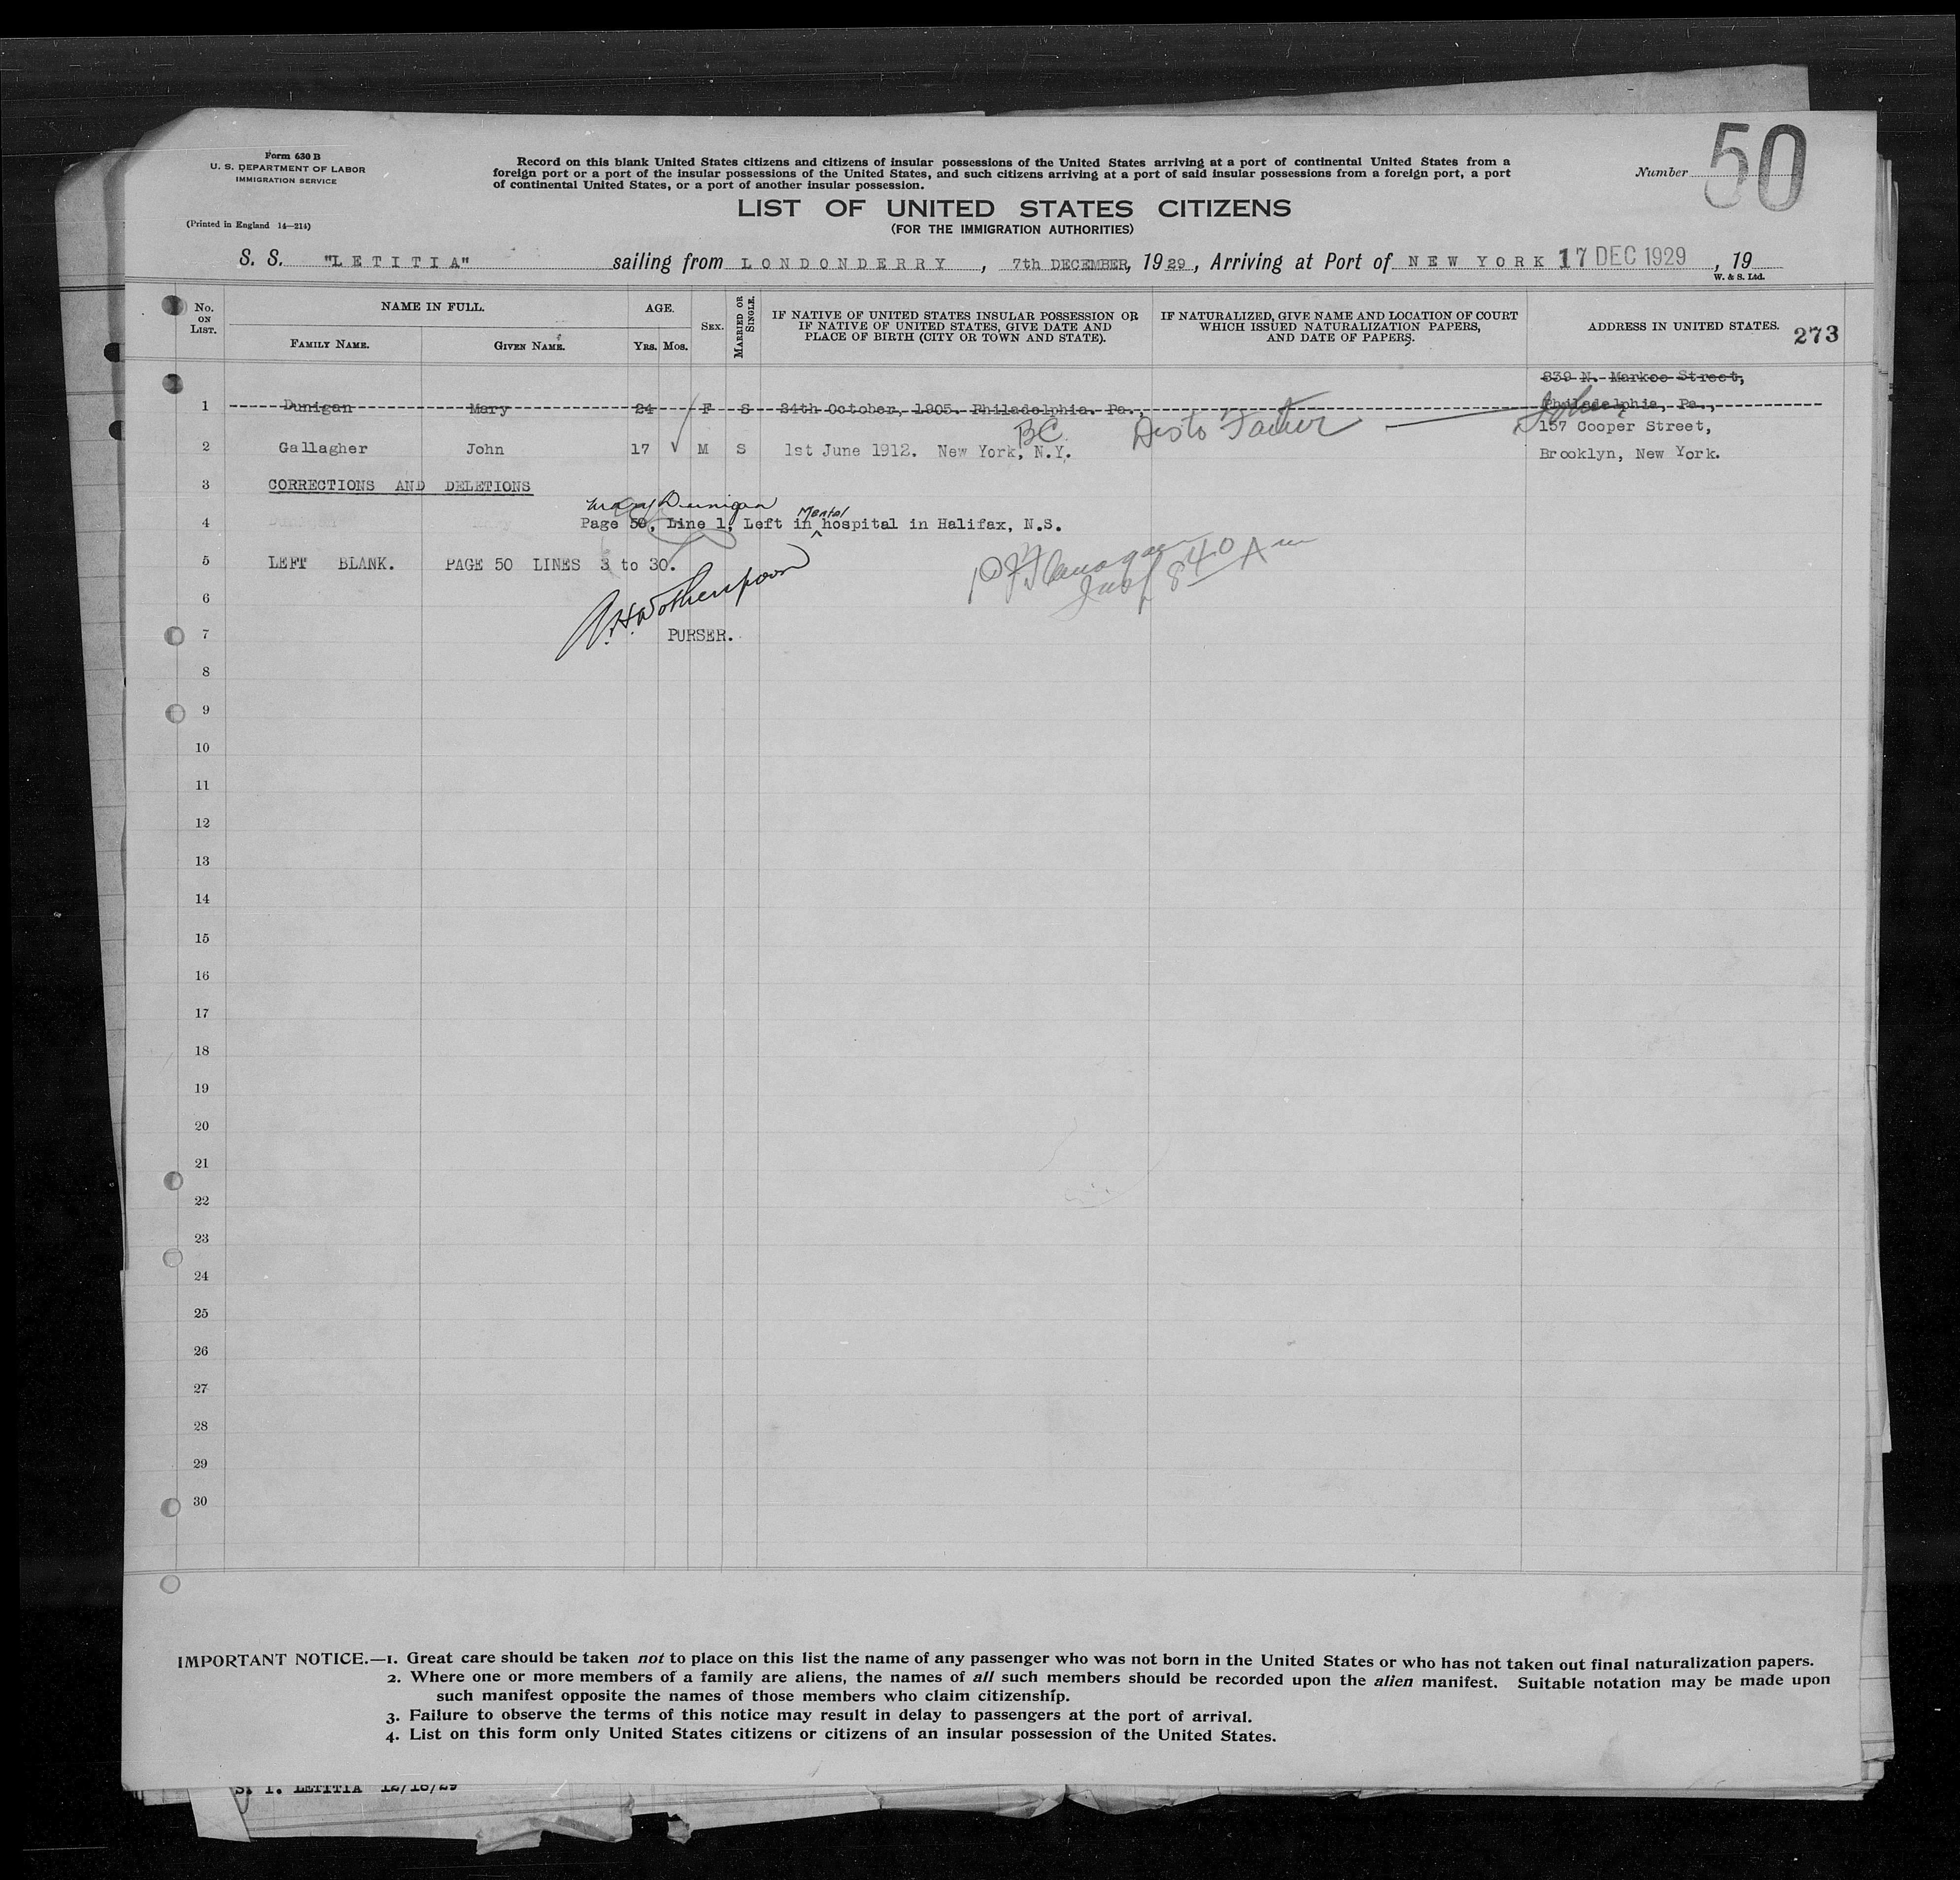 Form 630 B
U. S. DEPARTMENT OF LABOR
IMMIGRATION SERVICE
(Printed in England 14—214)
Record on this blank United States citizens and citizens of insular possessions of the United States arriving at a port of continental United States from a
foreign port or a port of the insular possessions of the United States, and such citizens arriving at a port of said insular possessions from a foreign port, a port
of continental United States, or a port of another insular possession.
Number 50
LIST OF UNITED STATES CITIZENS
(FOR THE IMMIGRATION AUTHORITIES)
S. S. "LETITIA" sailing from LONDONDERRY, 7th DECEMBER, 1929, Arriving at Port of NEW YORK 17 DEC 1929, 19
W. & S. Ltd.
No. ON LIST.
NAME IN FULL.
FAMILY NAME.
GIVEN NAME.
AGE.
YRS.
MOS.
SEX.
MARRIED OR SINGLE.
IF NATIVE OF UNITED STATES INSULAR POSSESSION OR
IF NATIVE OF UNITED STATES, GIVE DATE AND
PLACE OF BIRTH (CITY OR TOWN AND STATE).
IF NATURALIZED, GIVE NAME AND LOCATION OF COURT
WHICH ISSUED NATURALIZATION PAPERS,
AND DATE OF PAPERS.
ADDRESS IN UNITED STATES.
273
839 N. Markoe Street,
1 Dunigan Mary 24 F S 24th October, 1905. Philadelphia. Pa., Philadelphia, Pa.,
BC Father John
157 Cooper Street,
2 Gallagher John 17 √ M S 1st June 1912. New York, N.Y. Brooklyn, New York.
3 CORRECTIONS AND DELETIONS
Mary Dunigan
Mental
4 Page 50, Line 1, Left in hospital in Halifax, N.S.
5 LEFT BLANK. PAGE 50 LINES 3 to 30.
Insp 840 Am
6
7 PURSER.
8
9
10
11
12
13
14
15
16
17
18
19
20
21
22
23
24
25
26
27
28
29
30
IMPORTANT NOTICE.—1. Great care should be taken not to place on this list the name of any passenger who was not born in the United States or who has not taken out final naturalization papers.
2. Where one or more members of a family are aliens, the names of all such members should be recorded upon the alien manifest. Suitable notation may be made upon
such manifest opposite the names of those members who claim citizenship.
3. Failure to observe the terms of this notice may result in delay to passengers at the port of arrival.
4. List on this form only United States citizens or citizens of an insular possession of the United States.
LETITIA 12/18/29